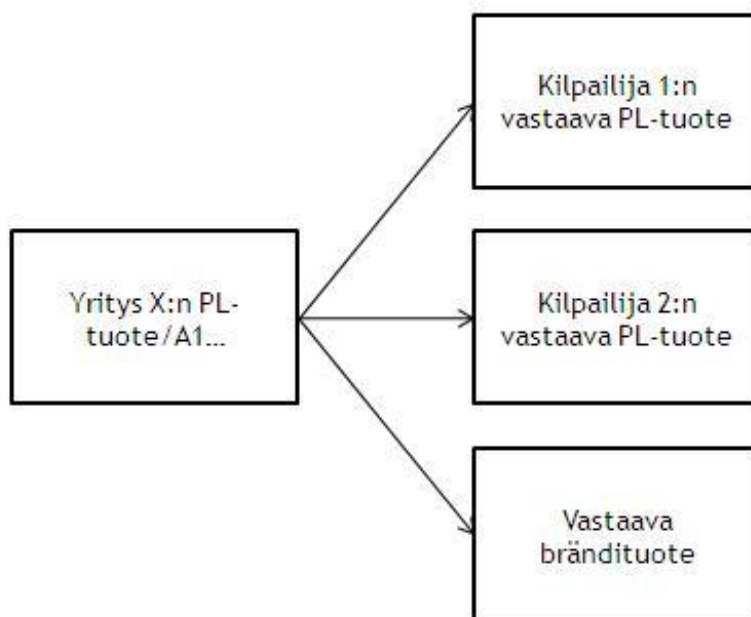 Kilpailija 1:n
vastaava PL-tuote
Yritys X:n PL-
tuote/A1...
Kilpailija 2:n
vastaava PL-tuote
Vastaava
brändituote